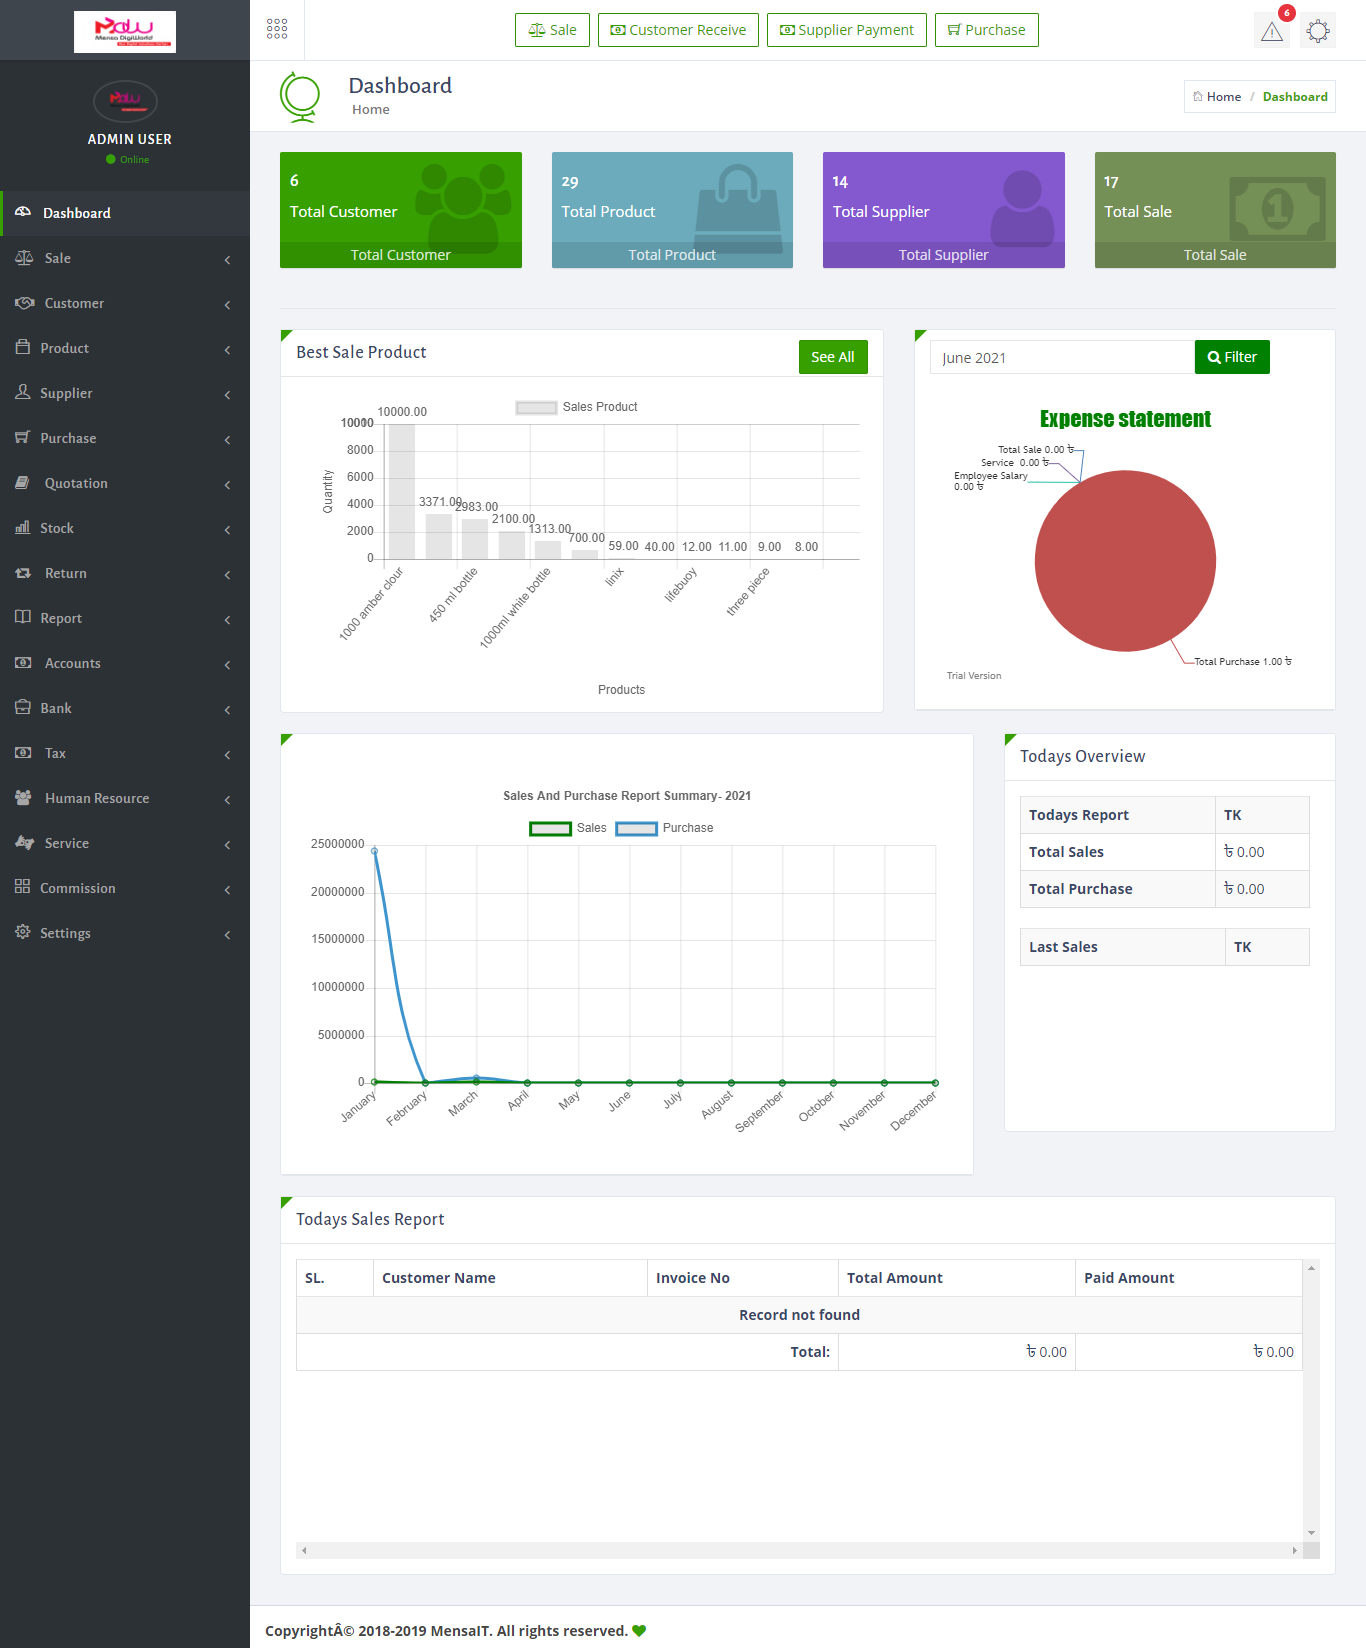 Mensa DigiWorld
Sale
Customer Receive
Supplier Payment
Purchase
6
ADMIN USER
Online
Dashboard
Sale
Customer
Product
Supplier
Purchase
Quotation
Stock
Return
Report
Accounts
Bank
Tax
Human Resource
Service
Commission
Settings
Dashboard
Home
Home / Dashboard
6
Total Customer
Total Customer
29
Total Product
Total Product
14
Total Supplier
Total Supplier
17
Total Sale
Total Sale
Best Sale Product
See All
Sales Product
Quantity
10000
8000
6000
4000
2000
0
10000.00
3371.00
2983.00
2100.00
1313.00
700.00
59.00
40.00
12.00
11.00
9.00
8.00
1000 amber clour
450 ml bottle
1000ml white bottle
linix
lifebuoy
three piece
Products
June 2021
Filter
Expense statement
Total Sale 0.00 ৳
Service 0.00 ৳
Employee Salary
0.00 ৳
Total Purchase 1.00 ৳
Trial Version
Sales And Purchase Report Summary- 2021
Sales
Purchase
25000000
20000000
15000000
10000000
5000000
0
January
February
March
April
May
June
July
August
September
October
November
December
Todays Overview
Todays Report TK
Total Sales ৳ 0.00
Total Purchase ৳ 0.00
Last Sales TK
Todays Sales Report
SL. Customer Name Invoice No Total Amount Paid Amount
Record not found
Total: ৳ 0.00 ৳ 0.00
CopyrightÂ© 2018-2019 MensaIT. All rights reserved.